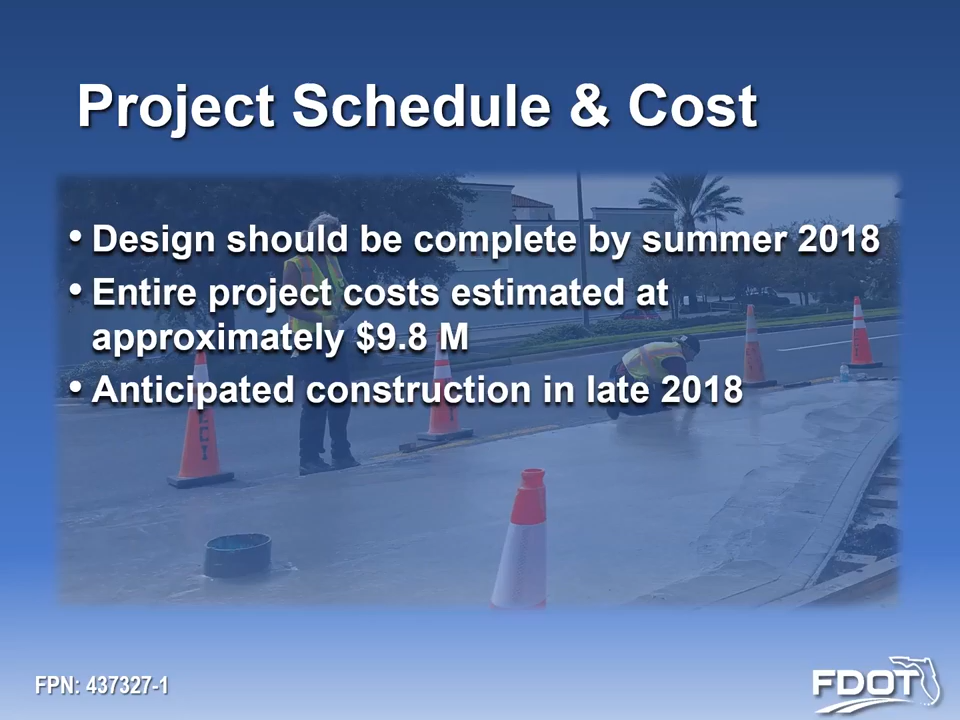 Project Schedule & Cost
• Design should be complete by summer 2018
• Entire project costs estimated at
approximately $9.8 M
• Anticipated construction in late 2018
FPN: 437327-1
FDOT